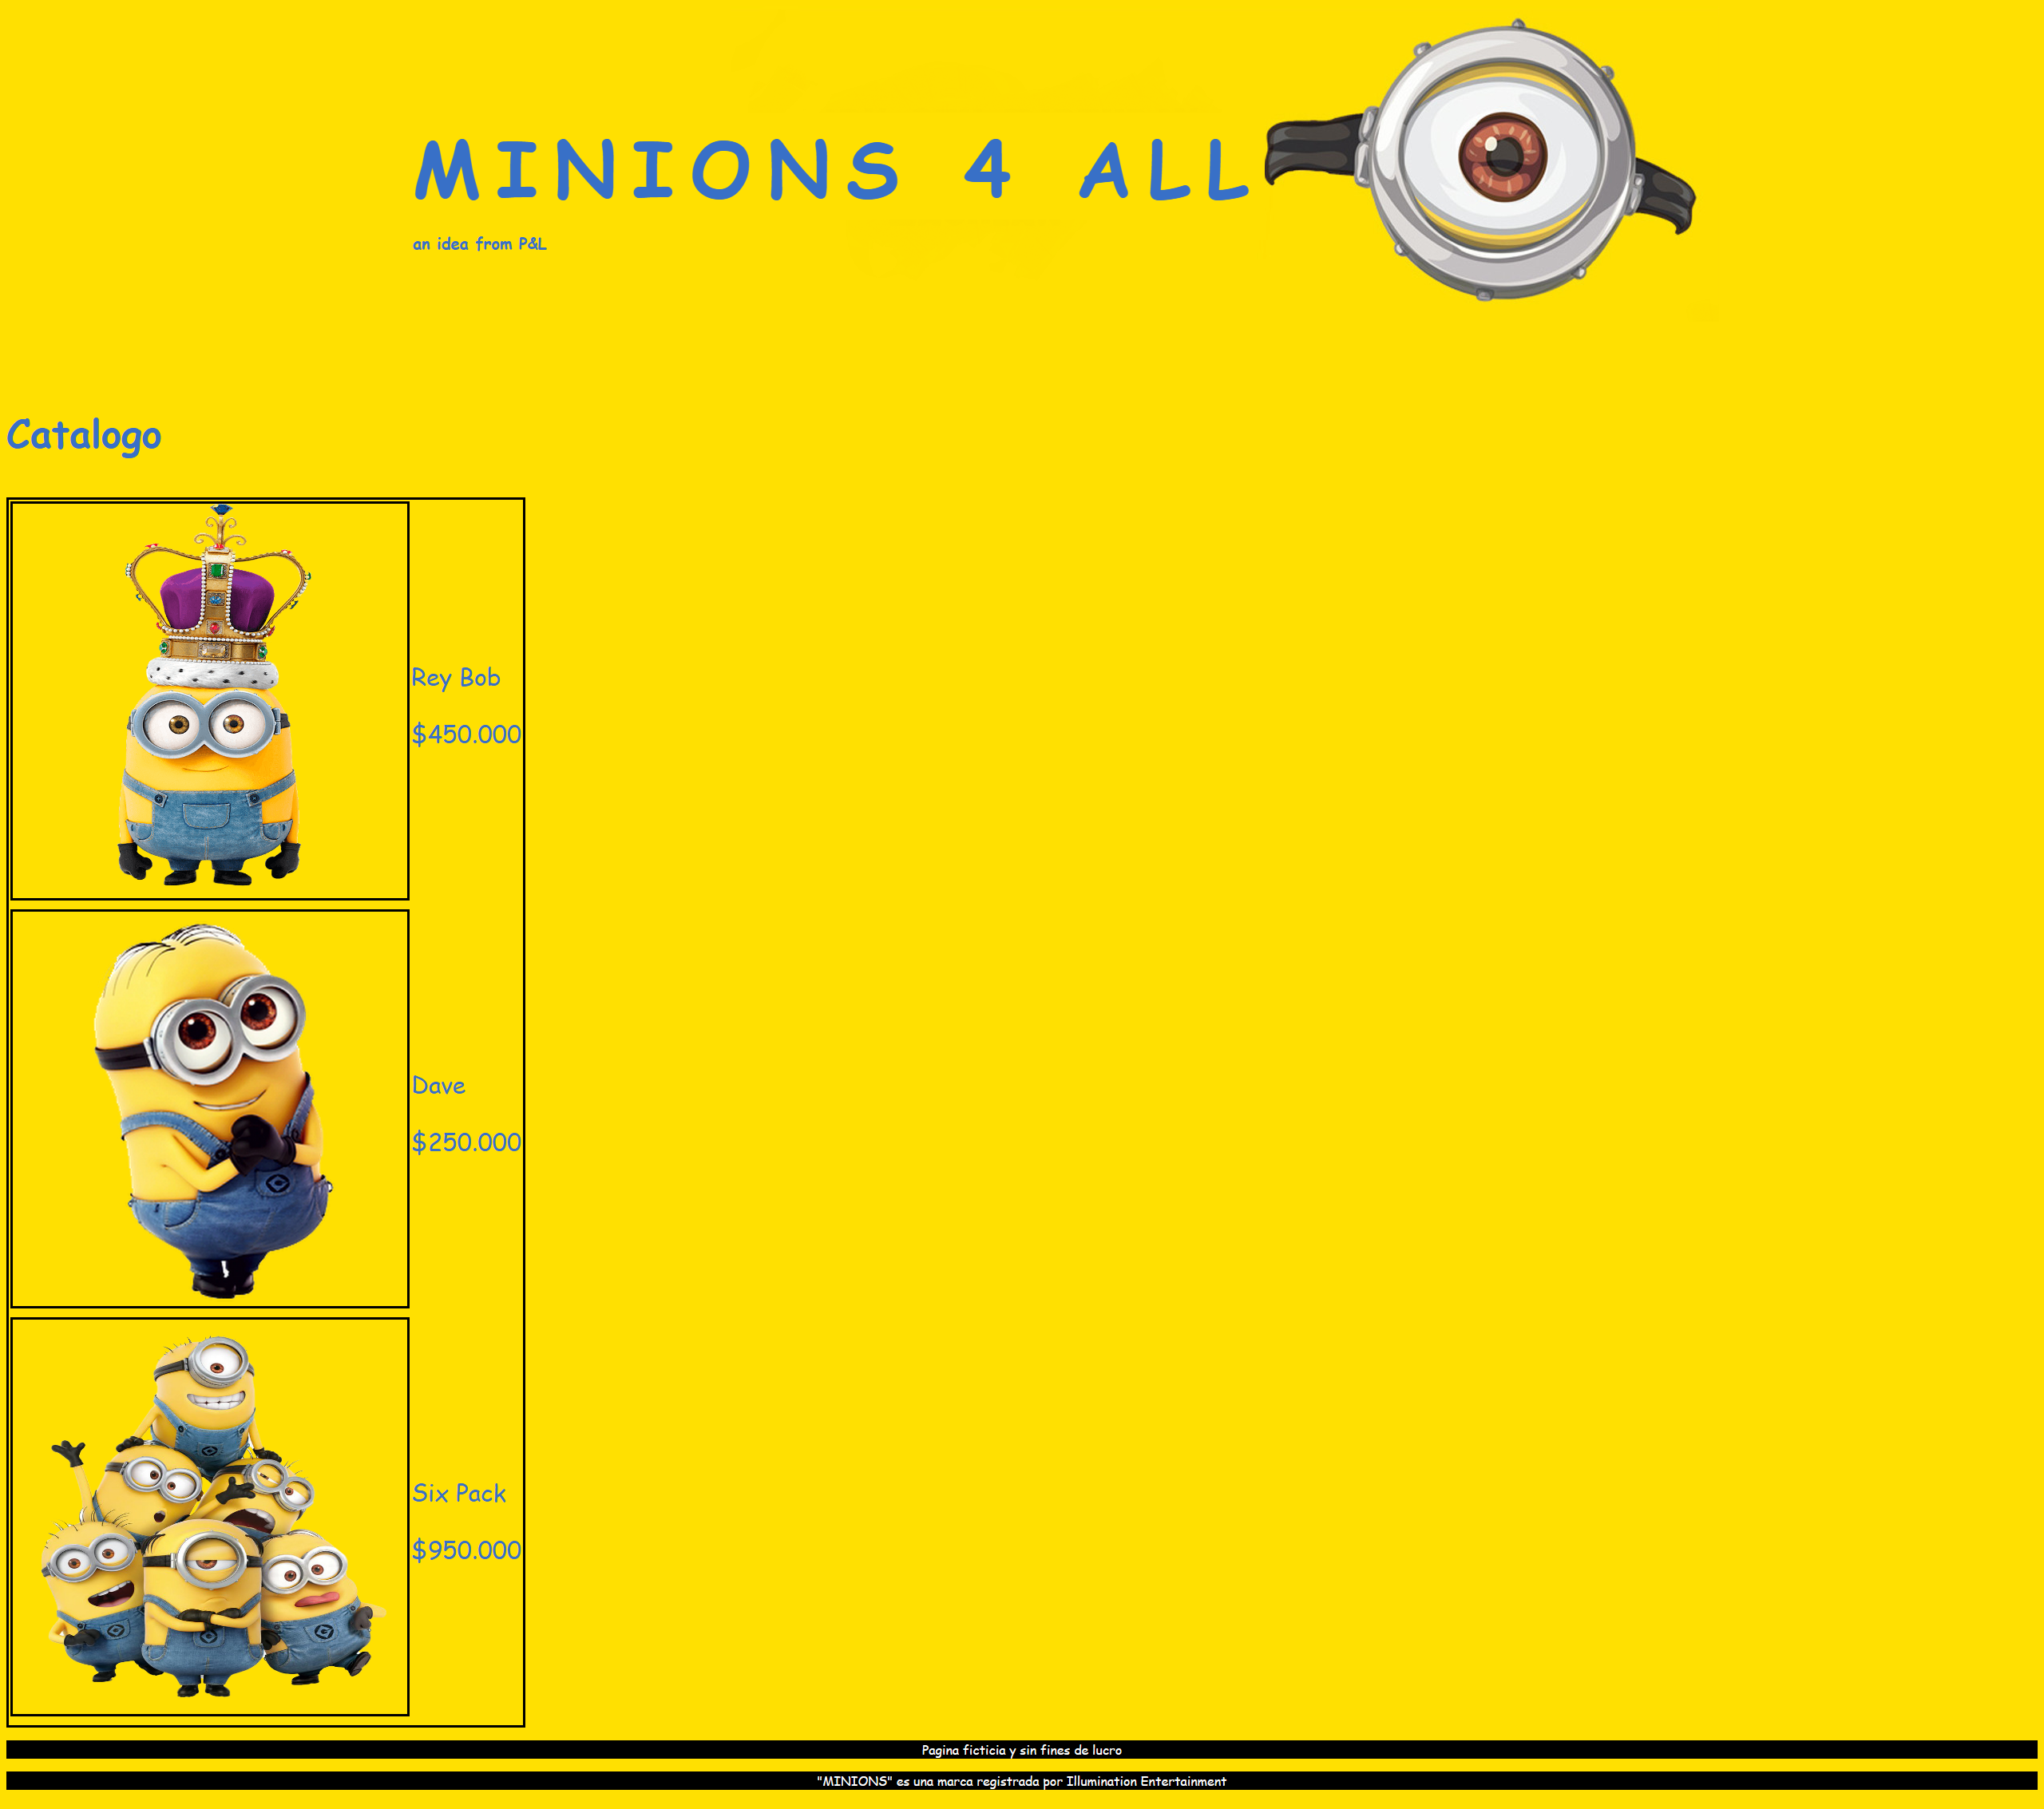 MINIONS 4 ALL
an idea from P&L
Catalogo
Rey Bob
$450.000
Dave
$250.000
Six Pack
$950.000
Pagina ficticia y sin fines de lucro
"MINIONS" es una marca registrada por Illumination Entertainment